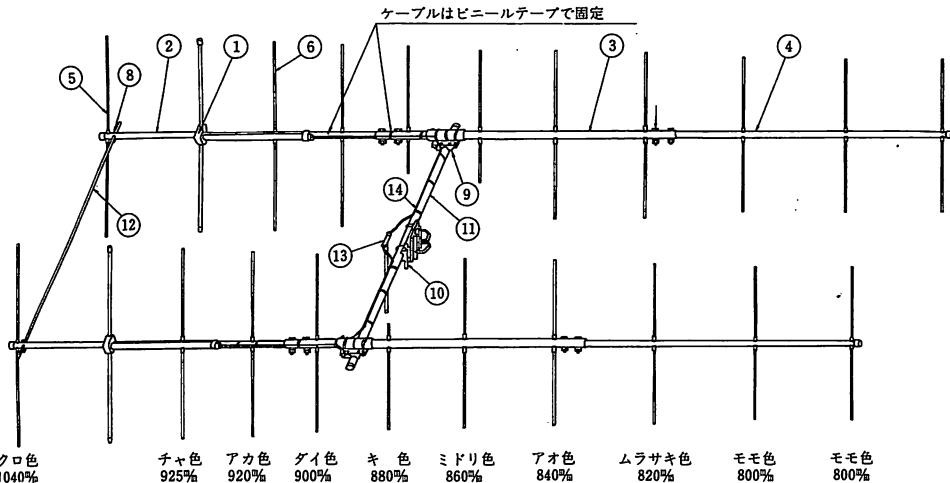 ケーブルはビニールテープで固定
② ① ⑥ ③ ④
⑤ ⑧
⑨
⑭ ⑪
⑫
⑬
⑩
クロ色 チャ色 アカ色 ダイ色 キ 色 ミドリ色 アオ色 ムラサキ色 モモ色 モモ色
1040㎜ 925㎜ 920㎜ 900㎜ 880㎜ 860㎜ 840㎜ 820㎜ 800㎜ 800㎜